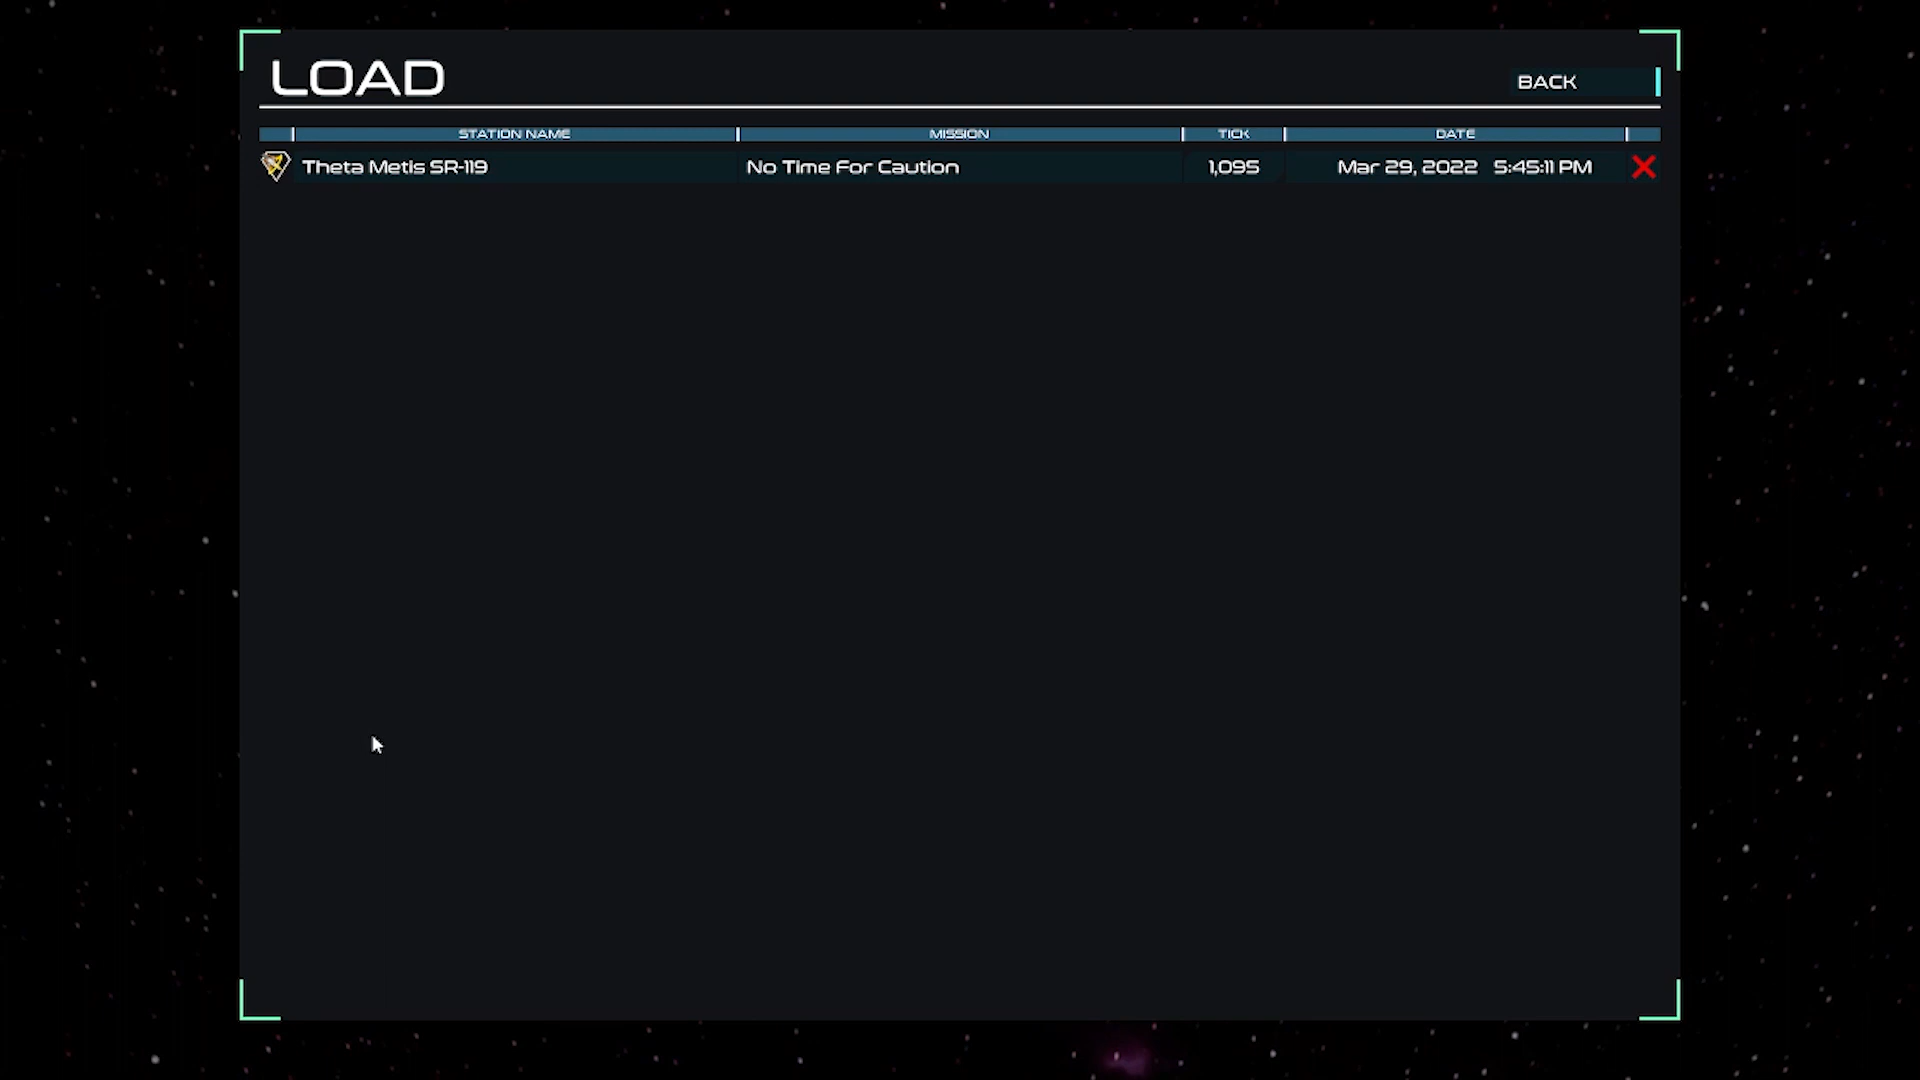 LOAD
BACK
STATION NAME MISSION TICK DATE
Theta Metis SR-119 No Time For Caution 1,095 Mar 29, 2022 5:45:11 PM